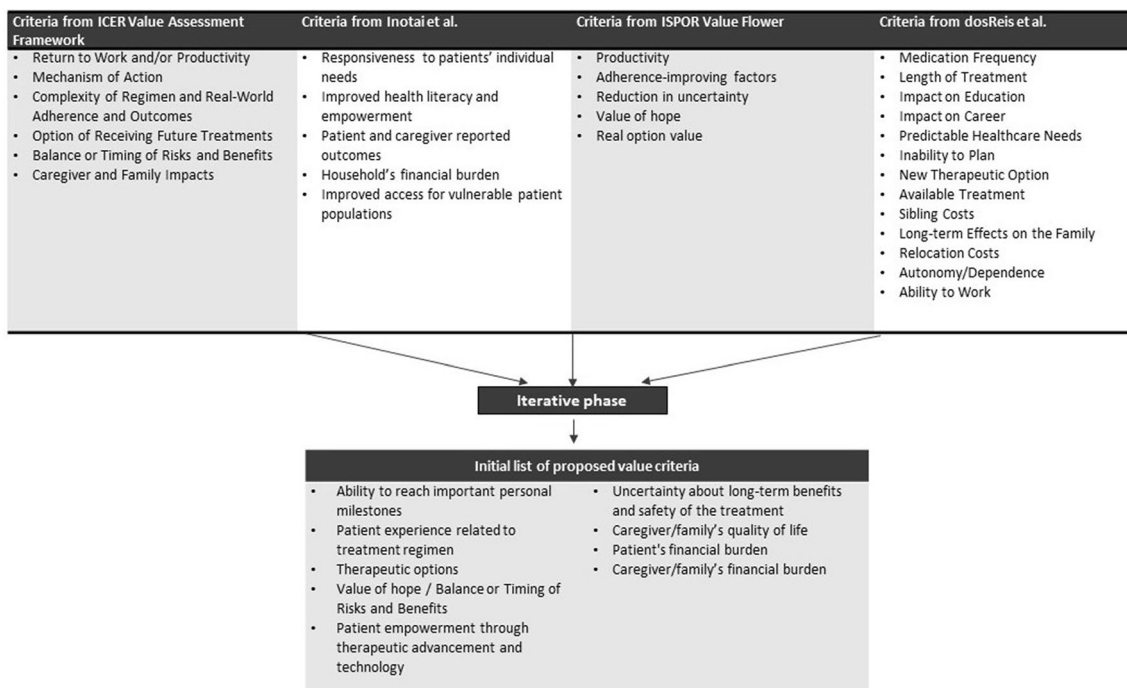 Criteria from ICER Value Assessment
Framework
• Return to Work and/or Productivity
• Mechanism of Action
• Complexity of Regimen and Real-World
Adherence and Outcomes
• Option of Receiving Future Treatments
• Balance or Timing of Risks and Benefits
• Caregiver and Family Impacts
Criteria from Inotai et al.
• Responsiveness to patients' individual
needs
• Improved health literacy and
empowerment
• Patient and caregiver reported
outcomes
• Household's financial burden
• Improved access for vulnerable patient
populations
Criteria from ISPOR Value Flower
• Productivity
• Adherence-improving factors
• Reduction in uncertainty
• Value of hope
• Real option value
Criteria from dosReis et al.
• Medication Frequency
• Length of Treatment
• Impact on Education
• Impact on Career
• Predictable Healthcare Needs
• Inability to Plan
• New Therapeutic Option
• Available Treatment
• Sibling Costs
• Long-term Effects on the Family
• Relocation Costs
• Autonomy/Dependence
• Ability to Work
Iterative phase
Initial list of proposed value criteria
• Ability to reach important personal
milestones
• Patient experience related to
treatment regimen
• Therapeutic options
• Value of hope / Balance or Timing of
Risks and Benefits
• Patient empowerment through
therapeutic advancement and
technology
• Uncertainty about long-term benefits
and safety of the treatment
• Caregiver/family's quality of life
• Patient's financial burden
• Caregiver/family's financial burden